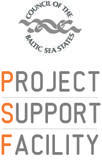 COUNCIL OF THE
BALTIC SEA STATES
PROJECT
SUPPORT
FACILITY